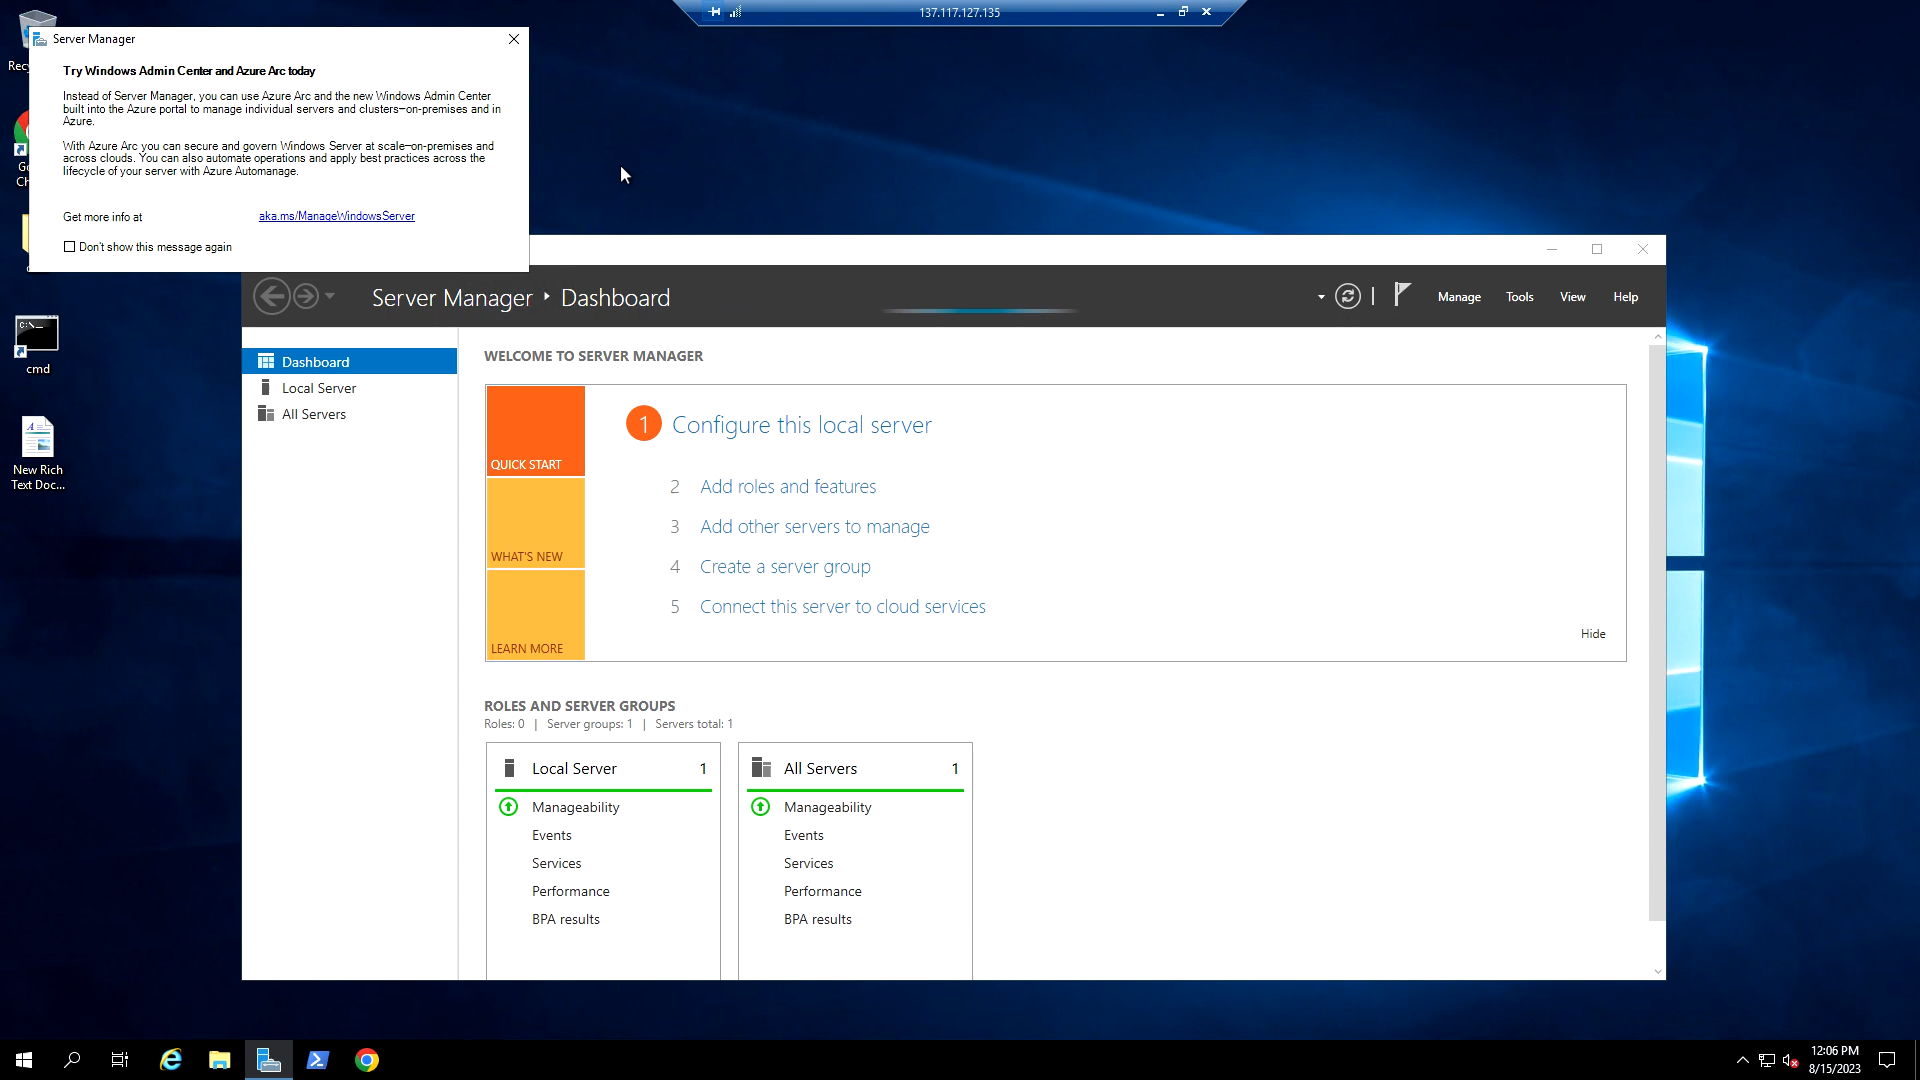 137.117.127.135
Server Manager
Try Windows Admin Center and Azure Arc today
Instead of Server Manager, you can use Azure Arc and the new Windows Admin Center
built into the Azure portal to manage individual servers and clusters–on-premises and in
Azure.
With Azure Arc you can secure and govern Windows Server at scale–on-premises and
across clouds. You can also automate operations and apply best practices across the
lifecycle of your server with Azure Automanage.
Get more info at
aka.ms/ManageWindowsServer
Don't show this message again
cmd
New Rich
Text Doc...
Server Manager
Dashboard
Manage
Tools
View
Help
Dashboard
Local Server
All Servers
WELCOME TO SERVER MANAGER
QUICK START
WHAT'S NEW
LEARN MORE
1 Configure this local server
2 Add roles and features
3 Add other servers to manage
4 Create a server group
5 Connect this server to cloud services
Hide
ROLES AND SERVER GROUPS
Roles: 0 | Server groups: 1 | Servers total: 1
Local Server 1
Manageability
Events
Services
Performance
BPA results
All Servers 1
Manageability
Events
Services
Performance
BPA results
12:06 PM
8/15/2023